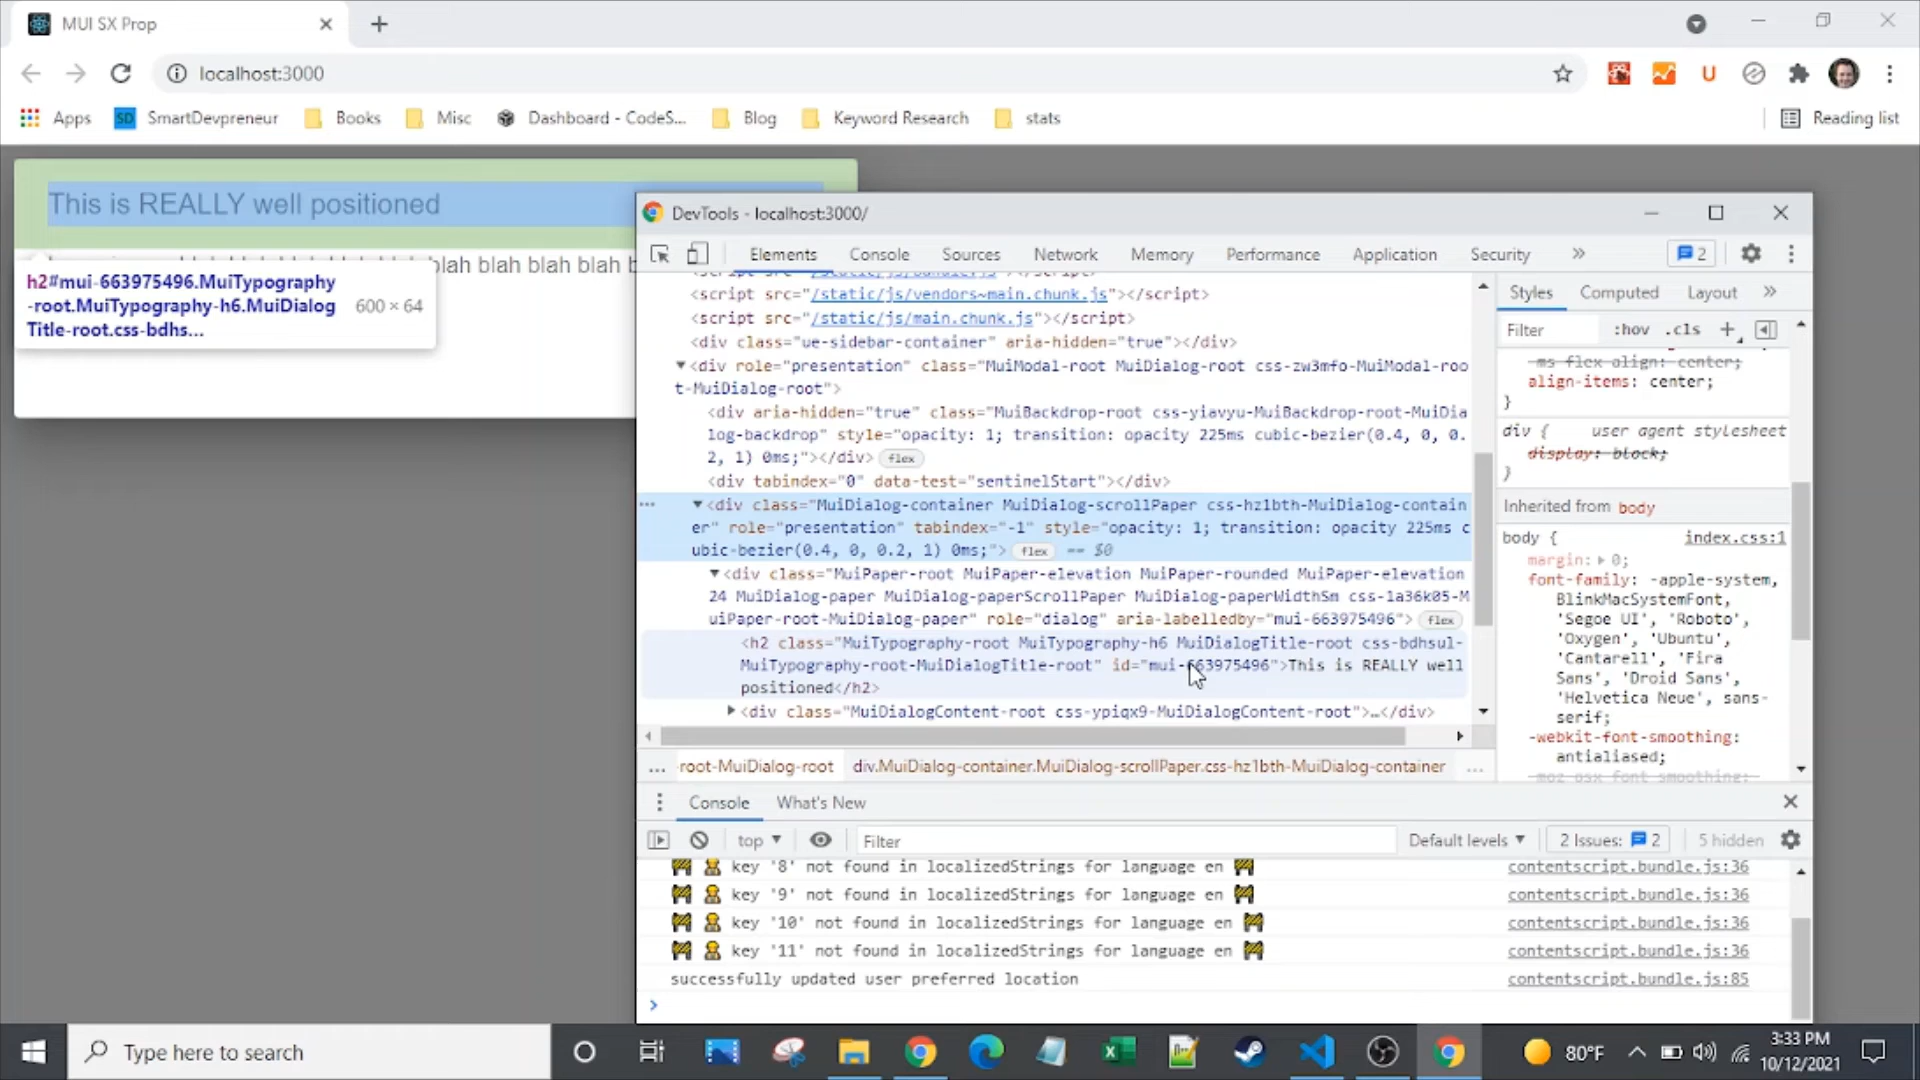 MUI SX Prop
localhost:3000
Apps
SD SmartDevpreneur
Books
Misc
Dashboard - CodeS...
Blog
Keyword Research
stats
Reading list
This is REALLY well positioned
lah blah blah blah b
h2#mui-663975496.MuiTypography
-root.MuiTypography-h6.MuiDialog
Title-root.css-bdhs...
600 × 64
DevTools - localhost:3000/
Elements Console Sources Network Memory Performance Application Security » 2
<script src="/static/js/bundle.js"></script>
<script src="/static/js/vendors~main.chunk.js"></script>
<script src="/static/js/main.chunk.js"></script>
<div class="ue-sidebar-container" aria-hidden="true"></div>
▼<div role="presentation" class="MuiModal-root MuiDialog-root css-zw3mfo-MuiModal-roo
t-MuiDialog-root">
<div aria-hidden="true" class="MuiBackdrop-root css-yiavyu-MuiBackdrop-root-MuiDia
log-backdrop" style="opacity: 1; transition: opacity 225ms cubic-bezier(0.4, 0, 0.
2, 1) 0ms;"></div> flex
<div tabindex="0" data-test="sentinelStart"></div>
... ▼<div class="MuiDialog-container MuiDialog-scrollPaper css-hz1bth-MuiDialog-contain
er" role="presentation" tabindex="-1" style="opacity: 1; transition: opacity 225ms c
ubic-bezier(0.4, 0, 0.2, 1) 0ms;"> flex == $0
▼<div class="MuiPaper-root MuiPaper-elevation MuiPaper-rounded MuiPaper-elevation
24 MuiDialog-paper MuiDialog-paperScrollPaper MuiDialog-paperWidthSm css-1a36k05-M
uiPaper-root-MuiDialog-paper" role="dialog" aria-labelledby="mui-663975496"> flex
<h2 class="MuiTypography-root MuiTypography-h6 MuiDialogTitle-root css-bdhsul-
MuiTypography-root-MuiDialogTitle-root" id="mui-663975496">This is REALLY well
positioned</h2>
▶<div class="MuiDialogContent-root css-ypiqx9-MuiDialogContent-root">…</div>
... -root-MuiDialog-root div.MuiDialog-container.MuiDialog-scrollPaper.css-hz1bth-MuiDialog-container ...
Styles Computed Layout »
Filter :hov .cls +
-ms-flex-align: center;
align-items: center;
}
div { user agent stylesheet
display: block;
}
Inherited from body
body { index.css:1
margin: ▶ 0;
font-family: -apple-system,
BlinkMacSystemFont,
'Segoe UI', 'Roboto',
'Oxygen', 'Ubuntu',
'Cantarell', 'Fira
Sans', 'Droid Sans',
'Helvetica Neue', sans-
serif;
-webkit-font-smoothing:
antialiased;
-moz-osx-font-smoothing:
Console What's New
top ▼ Filter Default levels ▼ 2 Issues: 2 5 hidden
key '8' not found in localizedStrings for language en contentscript.bundle.js:36
key '9' not found in localizedStrings for language en contentscript.bundle.js:36
key '10' not found in localizedStrings for language en contentscript.bundle.js:36
key '11' not found in localizedStrings for language en contentscript.bundle.js:36
successfully updated user preferred location contentscript.bundle.js:85
>
Type here to search
80°F
3:33 PM
10/12/2021